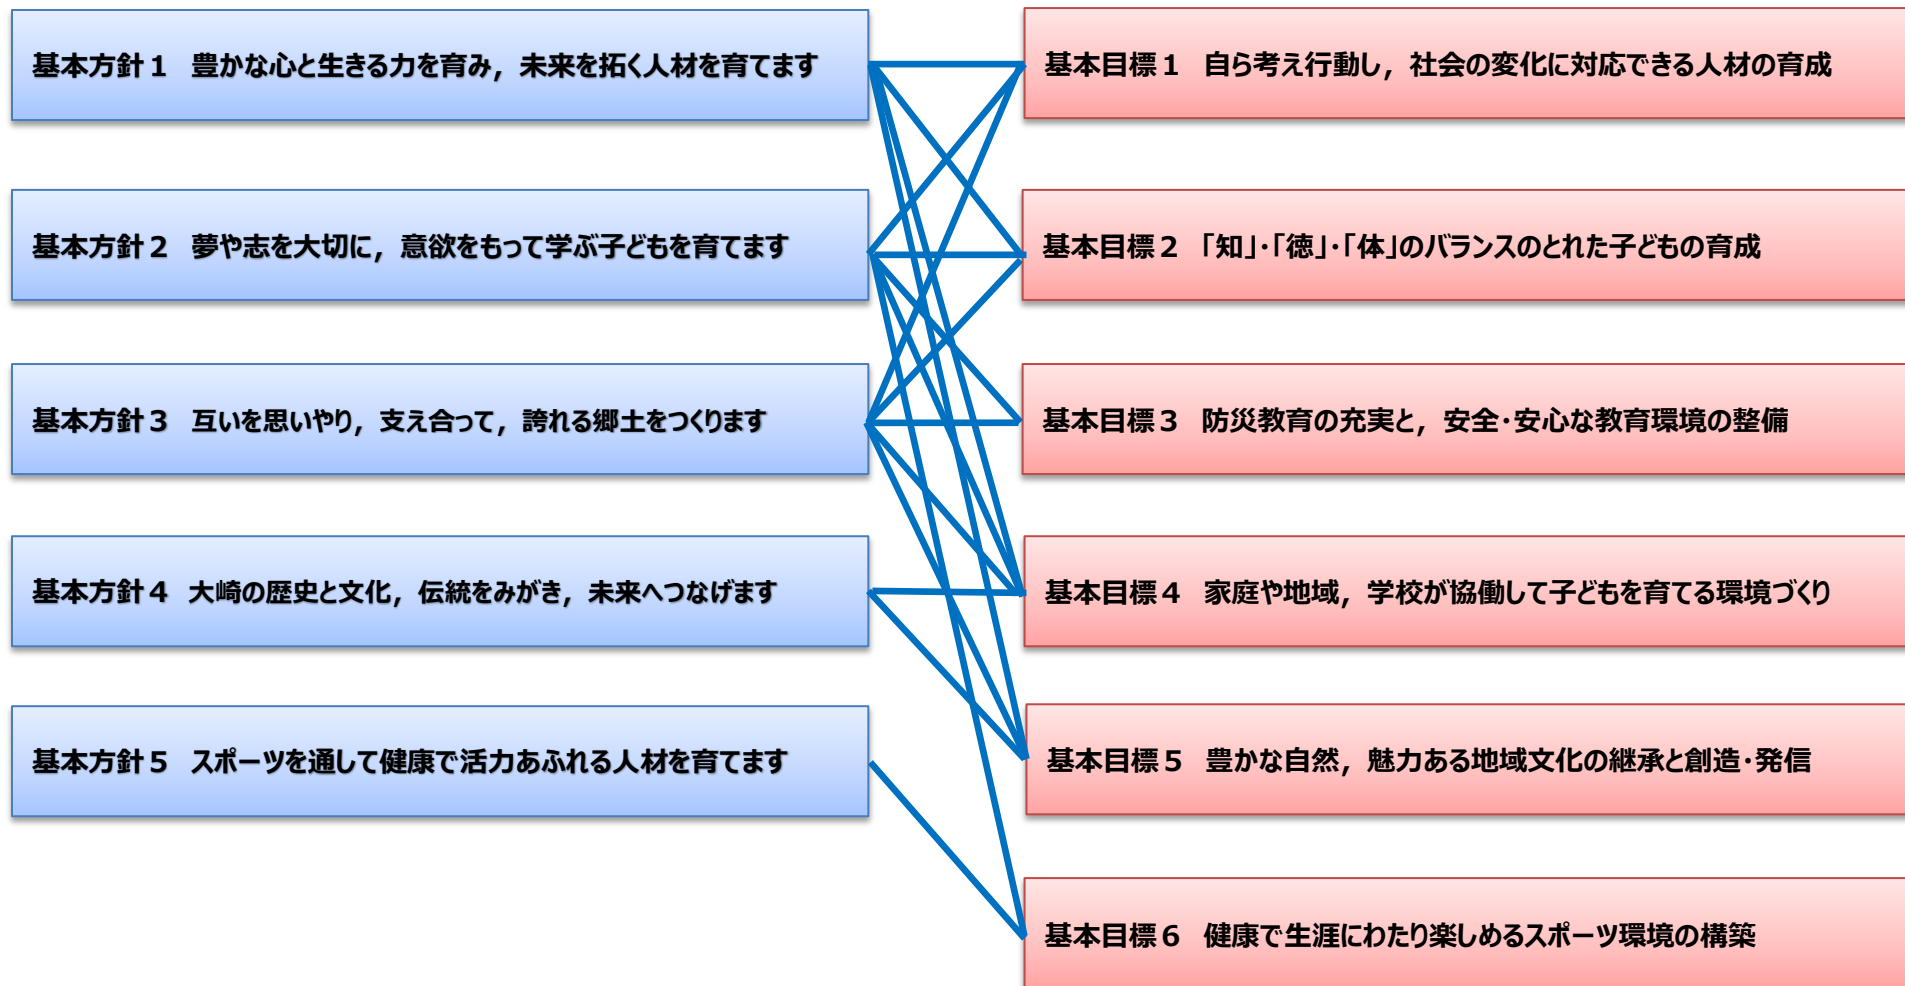 基本方針１　豊かな心と生きる力を育み，未来を拓く人材を育てます
基本方針２　夢や志を大切に，意欲をもって学ぶ子どもを育てます
基本方針３　互いを思いやり，支え合って，誇れる郷土をつくります
基本方針４　大崎の歴史と文化，伝統をみがき，未来へつなげます
基本方針５　スポーツを通して健康で活力あふれる人材を育てます
基本目標１　自ら考え行動し，社会の変化に対応できる人材の育成
基本目標２　「知」・「徳」・「体」のバランスのとれた子どもの育成
基本目標３　防災教育の充実と，安全・安心な教育環境の整備
基本目標４　家庭や地域，学校が協働して子どもを育てる環境づくり
基本目標５　豊かな自然，魅力ある地域文化の継承と創造・発信
基本目標６　健康で生涯にわたり楽しめるスポーツ環境の構築